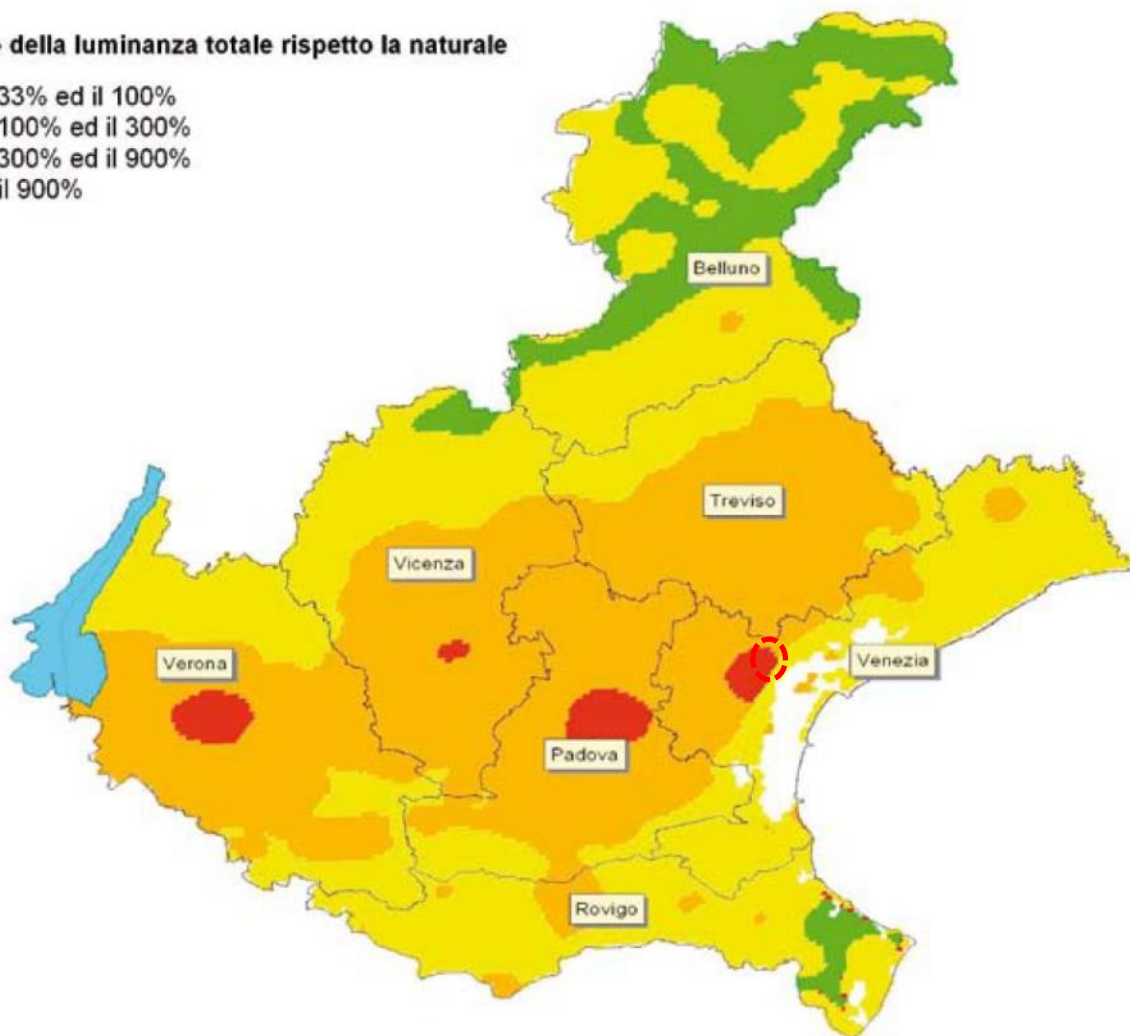 della luminanza totale rispetto la naturale
33% ed il 100%
100% ed il 300%
300% ed il 900%
il 900%
Belluno
Treviso
Vicenza
Verona
Venezia
Padova
Rovigo